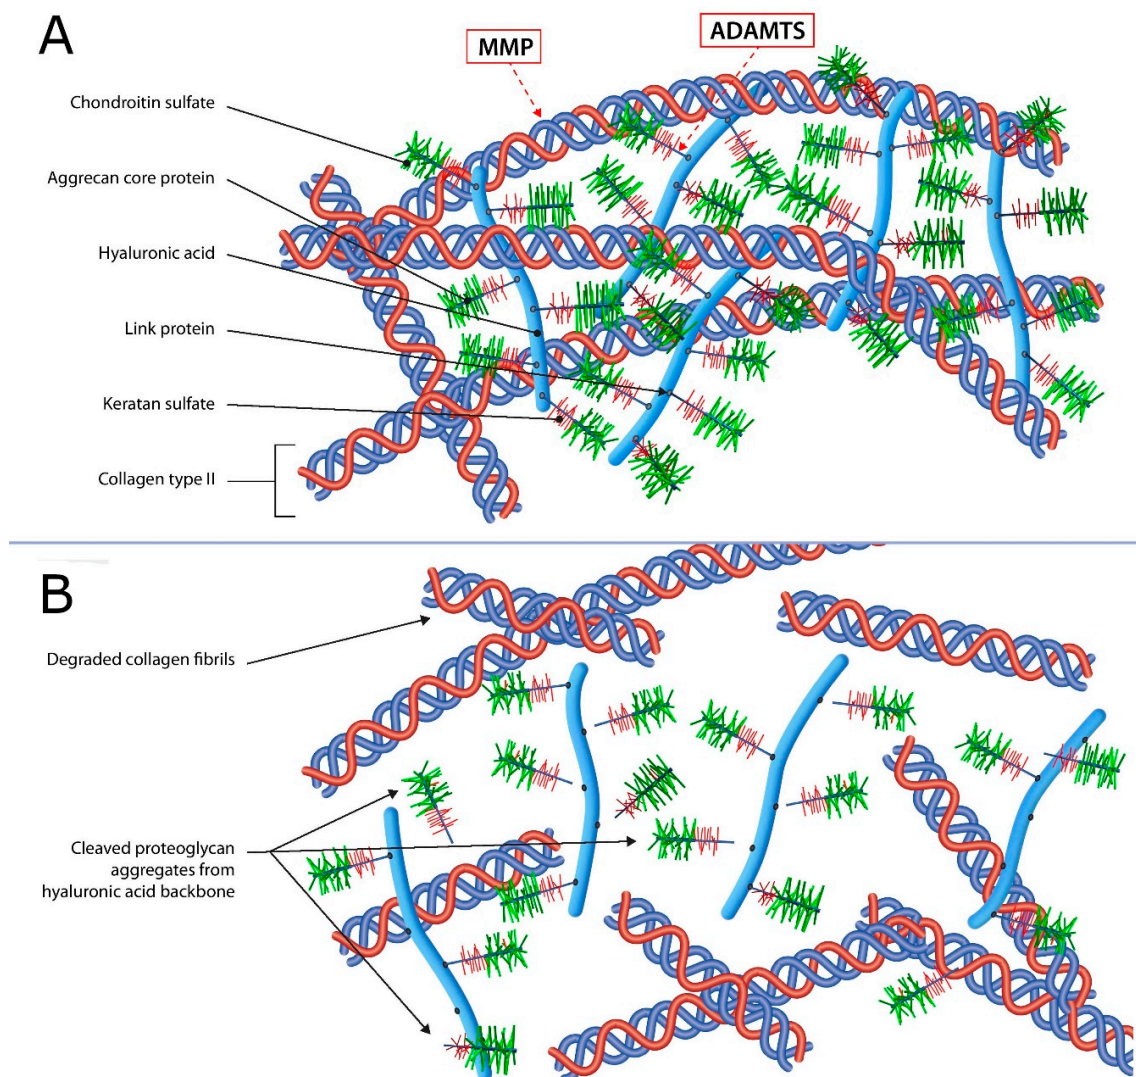 A
MMP
ADAMTS
Chondroitin sulfate
Aggrecan core protein
Hyaluronic acid
Link protein
Keratan sulfate
Collagen type II
B
Degraded collagen fibrils
Cleaved proteoglycan
aggregates from
hyaluronic acid backbone